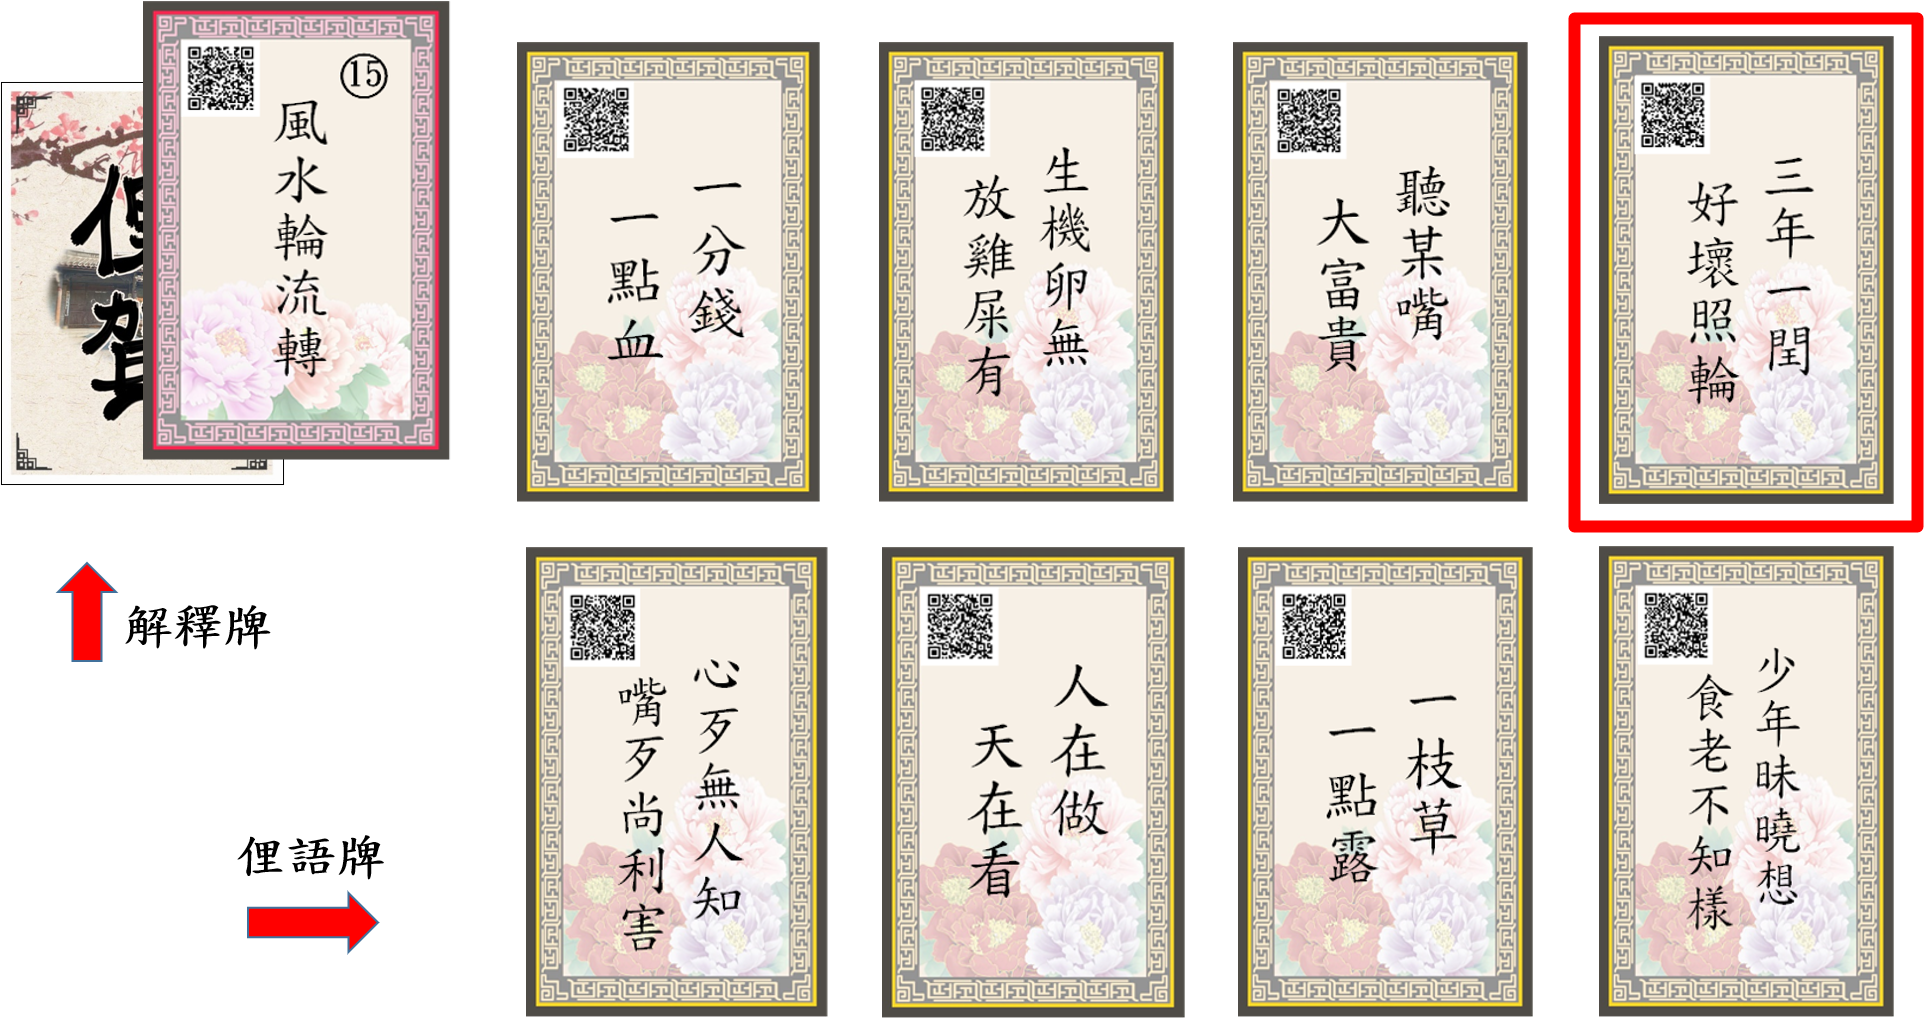 ⑮
風水輪流轉
一分錢
一點血
生機卵無
放雞屎有
聽某嘴
大富貴
三年一閏
好壞照輪
解釋牌
俚語牌
心歹無人知
嘴歹尚利害
人在做
天在看
一枝草
一點露
少年昧曉想
食老不知樣